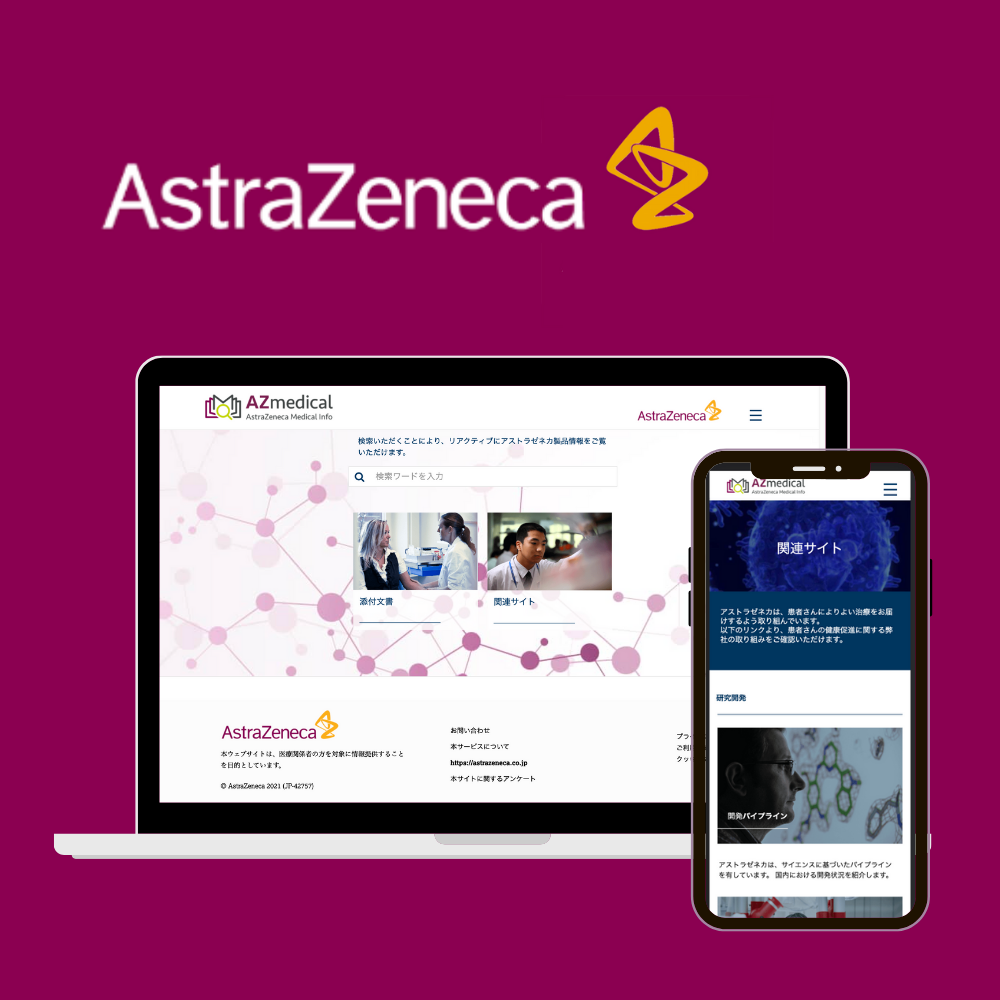 AstraZeneca
AZmedical
AstraZeneca Medical Info
AstraZeneca
検索いただくことにより、リアクティブにアストラゼネカ製品情報をご覧
いただけます。
検索ワードを入力
添付文書
関連サイト
AstraZeneca
本ウェブサイトは、医療関係者の方を対象に情報提供すること
を目的としています。
© AstraZeneca 2021 (JP-42757)
お問い合わせ
本サービスについて
https://astrazeneca.co.jp
本サイトに関するアンケート
プラ
ご利
クッ
AZmedical
AstraZeneca Medical Info
関連サイト
アストラゼネカは、患者さんによりよい治療をお届
けするよう取り組んでいます。
以下のリンクより、患者さんの健康促進に関する弊
社の取り組みをご確認いただけます。
研究開発
開発パイプライン
アストラゼネカは、サイエンスに基づいたパイプライン
を有しています。 国内における開発状況を紹介します。